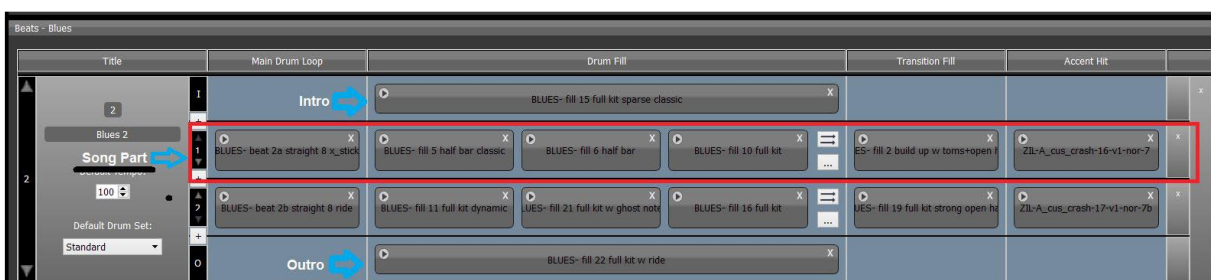 Beats - Blues
Title Main Drum Loop Drum Fill Transition Fill Accent Hit
I Intro BLUES- fill 15 full kit sparse classic X x
2
+
Blues 2
1 BLUES- beat 2a straight 8 x_stick X BLUES- fill 5 half bar classic X BLUES- fill 6 half bar X BLUES- fill 10 full kit X ... ES- fill 2 build up w toms+open h X ZIL-A_cus_crash-16-v1-nor-7 X x
Song Part
Default Tempo:
+
2
100
2 BLUES- beat 2b straight 8 ride X BLUES- fill 11 full kit dynamic X LUES- fill 21 full kit w ghost note X BLUES- fill 16 full kit X ... UES- fill 19 full kit strong open ha X ZIL-A_cus_crash-17-v1-nor-7b X x
Default Drum Set:
+
Standard
O Outro BLUES- fill 22 full kit w ride X